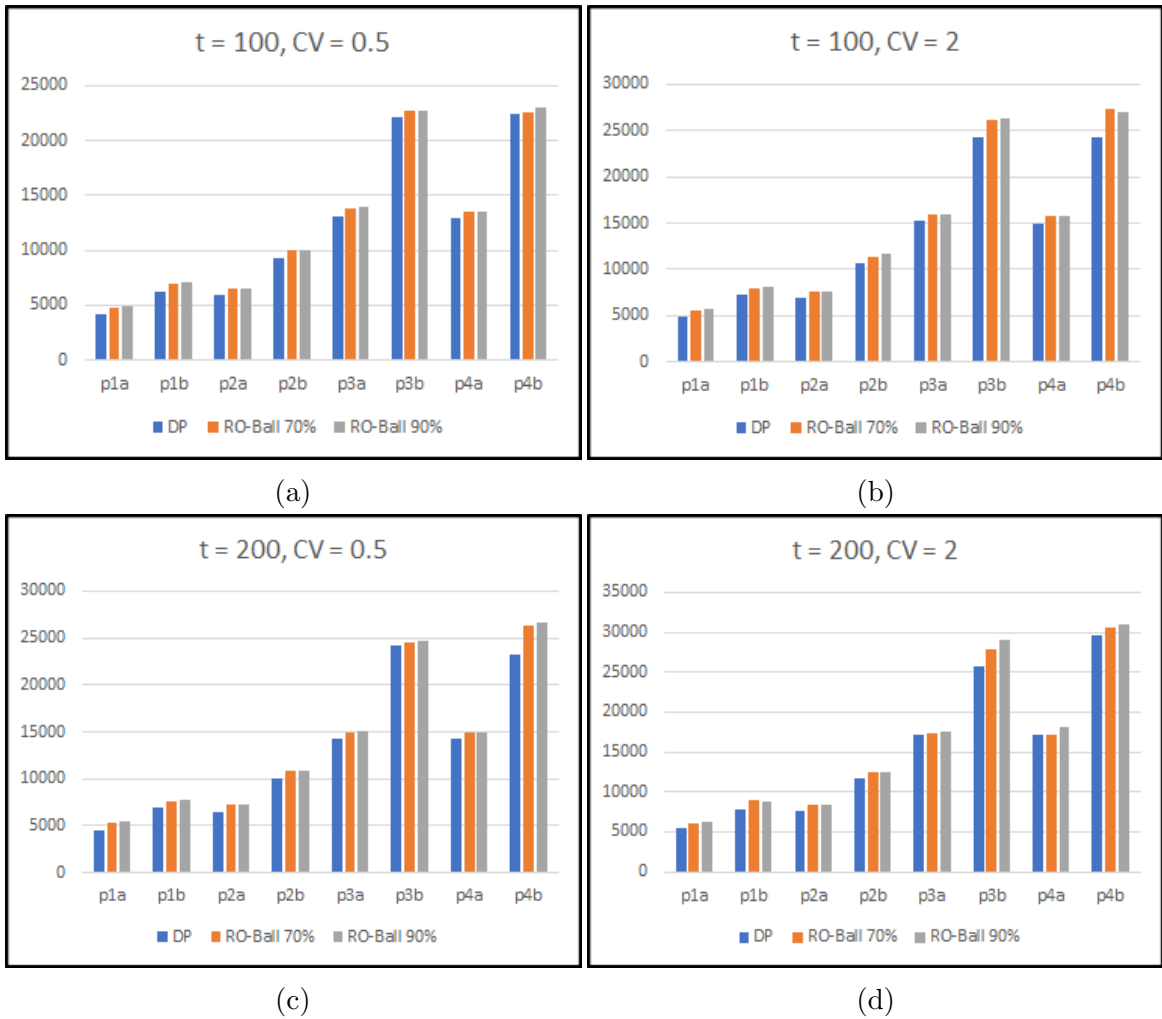 t = 100, CV = 0.5
25000
20000
15000
10000
5000
0
p1a p1b p2a p2b p3a p3b p4a p4b
DP RO-Ball 70% RO-Ball 90%
(a)
t = 100, CV = 2
30000
25000
20000
15000
10000
5000
0
p1a p1b p2a p2b p3a p3b p4a p4b
DP RO-Ball 70% RO-Ball 90%
(b)
t = 200, CV = 0.5
30000
25000
20000
15000
10000
5000
0
p1a p1b p2a p2b p3a p3b p4a p4b
DP RO-Ball 70% RO-Ball 90%
(c)
t = 200, CV = 2
35000
30000
25000
20000
15000
10000
5000
0
p1a p1b p2a p2b p3a p3b p4a p4b
DP RO-Ball 70% RO-Ball 90%
(d)